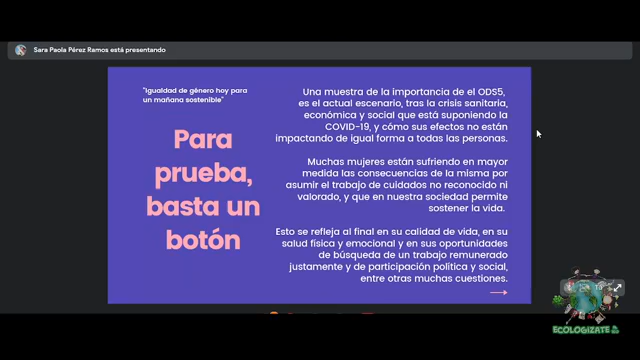 Sara Paola Pérez Ramos está presentando
"Igualdad de género hoy para
un mañana sostenible"
Para
prueba,
basta un
botón
Una muestra de la importancia de el ODS5,
es el actual escenario, tras la crisis sanitaria,
económica y social que está suponiendo la
COVID-19, y cómo sus efectos no están
impactando de igual forma a todas las personas.
Muchas mujeres están sufriendo en mayor
medida las consecuencias de la misma por
asumir el trabajo de cuidados no reconocido ni
valorado, y que en nuestra sociedad permite
sostener la vida.
Esto se refleja al final en su calidad de vida, en su
salud física y emocional y en sus oportunidades
de búsqueda de un trabajo remunerado
justamente y de participación política y social,
entre otras muchas cuestiones.
ECOLOGIZATE